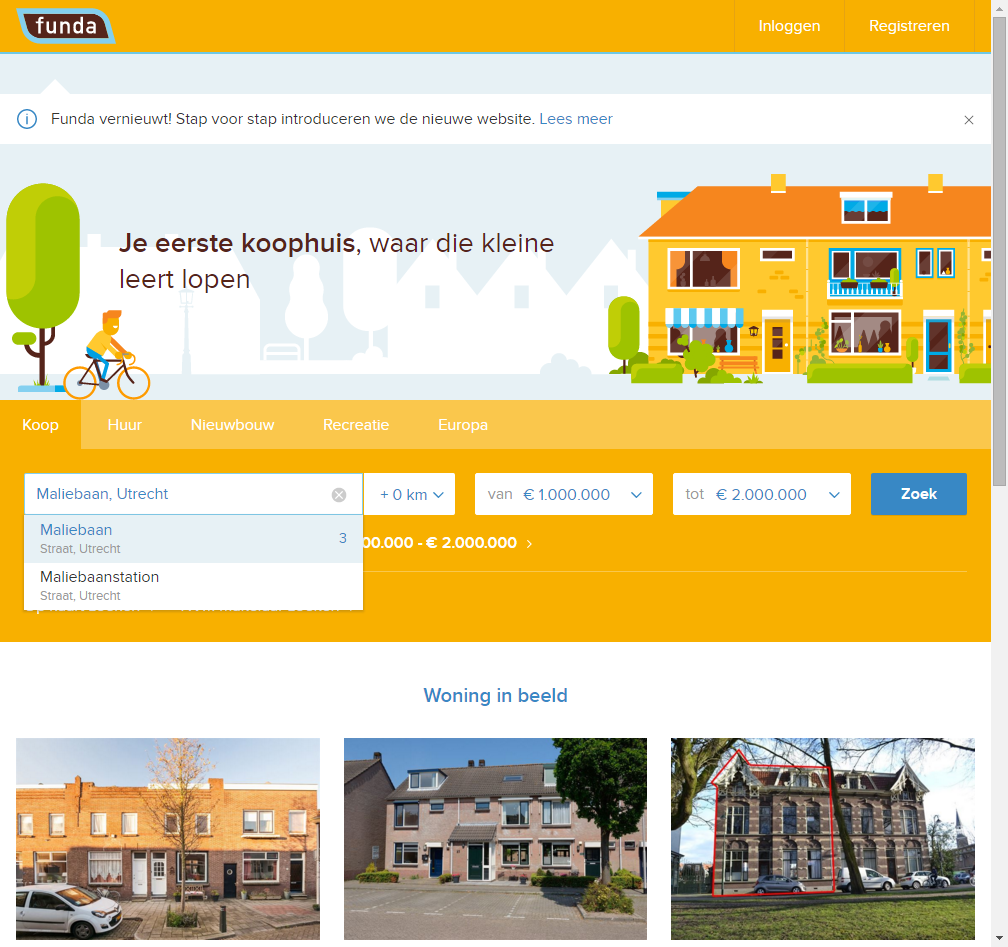 funda
Inloggen
Registreren
Funda vernieuwt! Stap voor stap introduceren we de nieuwe website. Lees meer
Je eerste koophuis, waar die kleine
leert lopen
Koop
Huur
Nieuwbouw
Recreatie
Europa
Maliebaan, Utrecht
+ 0 km
van € 1.000.000
tot € 2.000.000
Zoek
Maliebaan
3
Straat, Utrecht
00.000 - € 2.000.000
Maliebaanstation
Straat, Utrecht
Woning in beeld